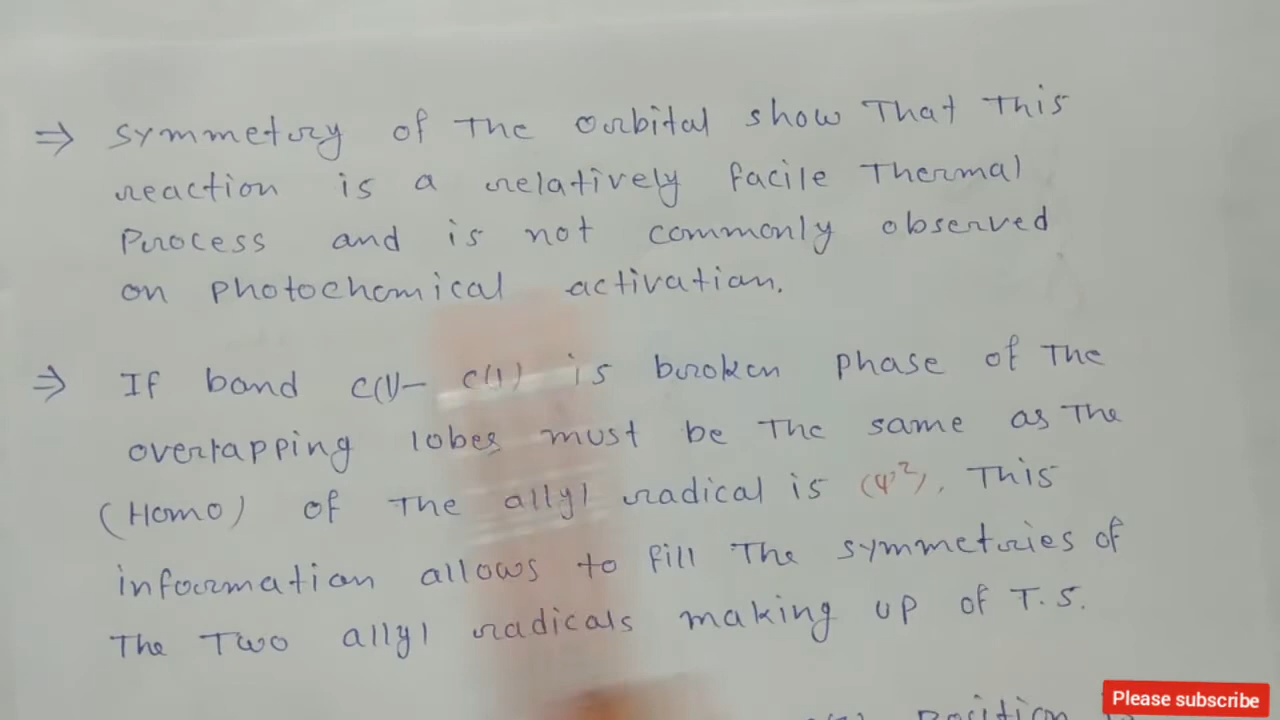 ⇒ Symmetry of The orbital show That This
reaction is a relatively facile Thermal
Process and is not commonly observed
on photochemical activation.
⇒ If bond C(1)- C(1) is broken phase of The
overlapping lobes must be The same as The
(Homo) of The allyl radical is (ψ²). This
information allows to fill The symmetries of
The Two allyl radicals making up of T.S.
position
Please subscribe